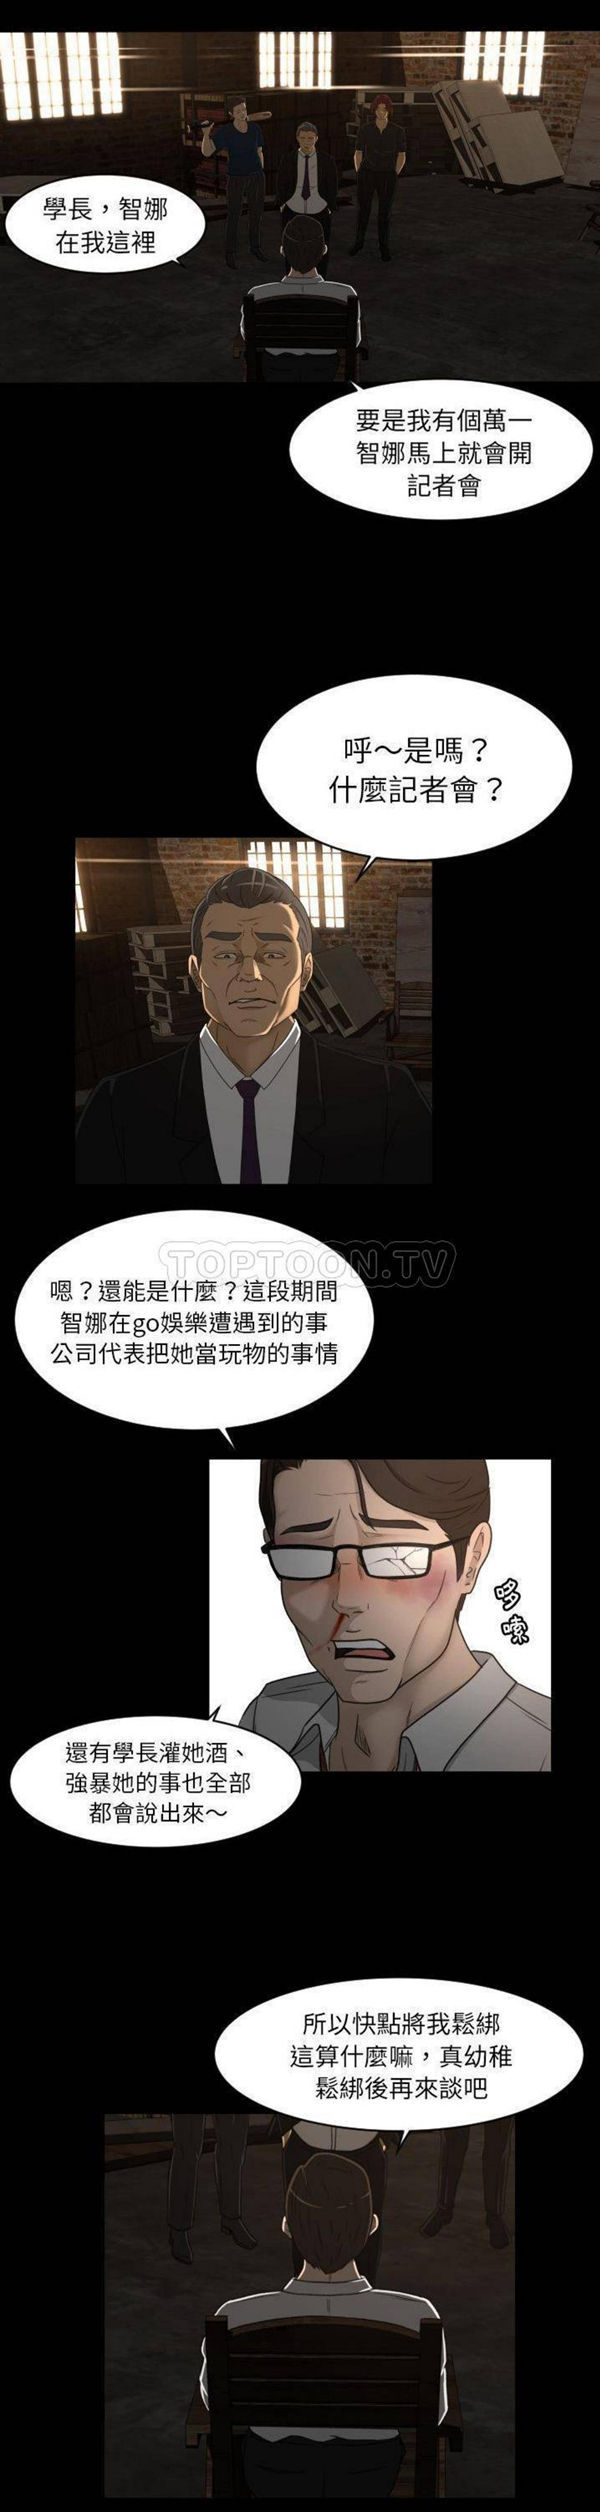 學長，智娜
在我這裡
要是我有個萬一
智娜馬上就會開
記者會
呼～是嗎？
什麼記者會？
TOPTOON.TV
嗯？還能是什麼？這段期間
智娜在go娛樂遭遇到的事
公司代表把她當玩物的事情
哆
嗦
還有學長灌她酒、
強暴她的事也全部
都會說出來～
所以快點將我鬆綁
這算什麼嘛，真幼稚
鬆綁後再來談吧